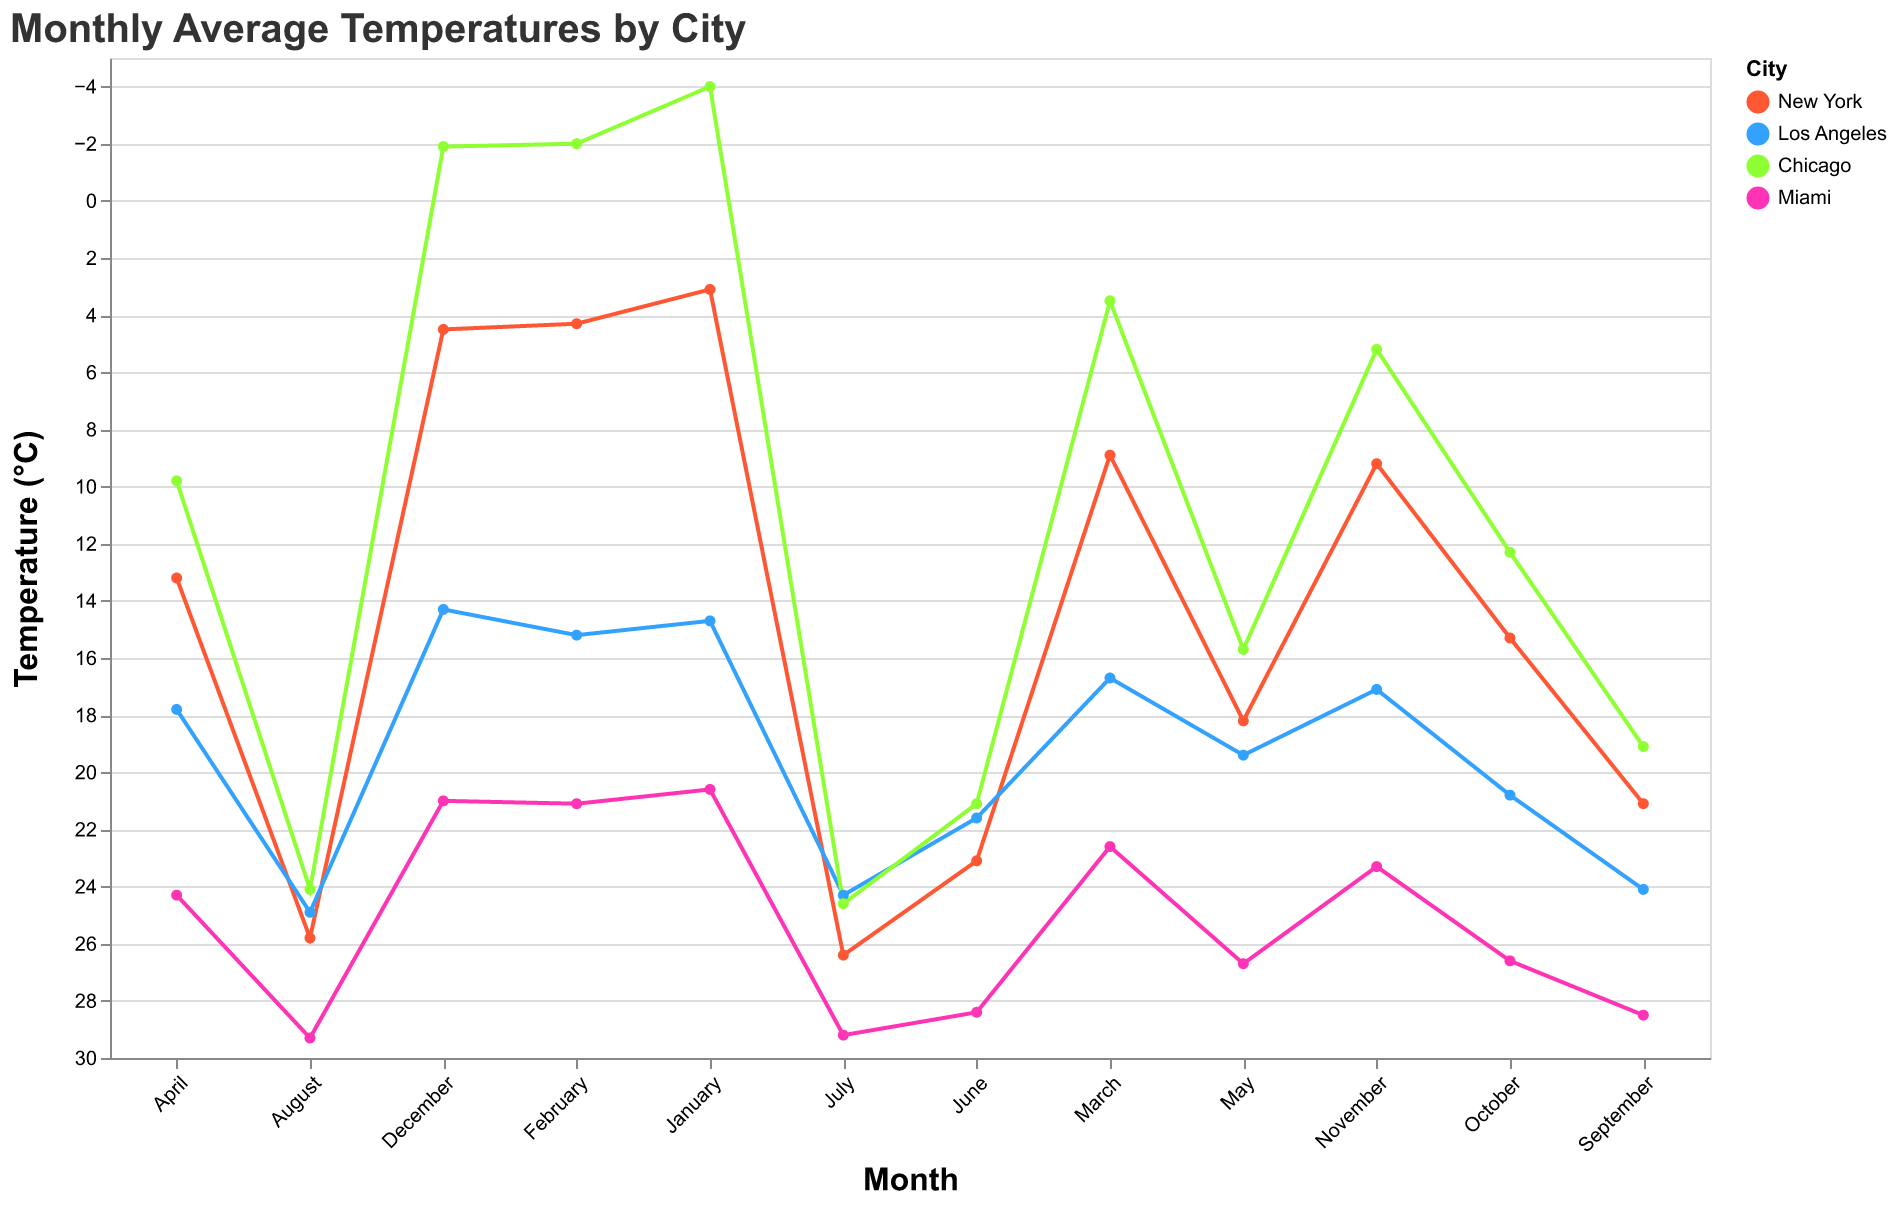 Monthly Average Temperatures by City
−4
−2
0
2
4
6
8
10
12
14
16
18
20
22
24
26
28
30
Temperature (°C)
April
August
December
February
January
July
June
March
May
November
October
September
Month
City
New York
Los Angeles
Chicago
Miami